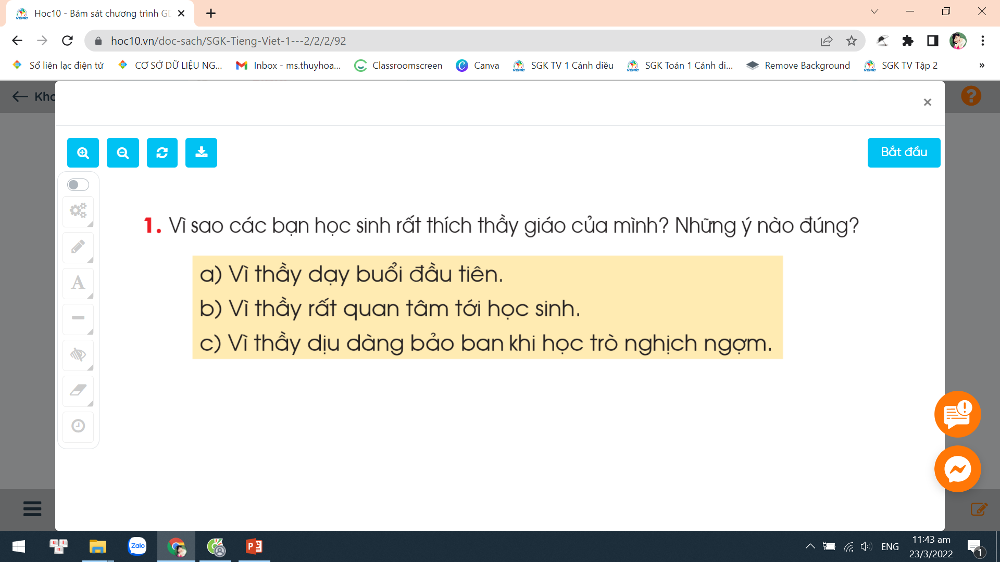 Hoc10 - Bám sát chương trình GD
hoc10.vn/doc-sach/SGK-Tieng-Viet-1---2/2/2/92
Sổ liên lạc điện tử
CƠ SỞ DỮ LIỆU NG...
Inbox - ms.thuyhoa...
Classroomscreen
Canva
SGK TV 1 Cánh diều
SGK Toán 1 Cánh di...
Remove Background
SGK TV Tập 2
»
Kho
Bắt đầu
1. Vì sao các bạn học sinh rất thích thầy giáo của mình? Những ý nào đúng?
a) Vì thầy dạy buổi đầu tiên.
b) Vì thầy rất quan tâm tới học sinh.
c) Vì thầy dịu dàng bảo ban khi học trò nghịch ngợm.
Zalo
ENG
11:43 am
23/3/2022
1